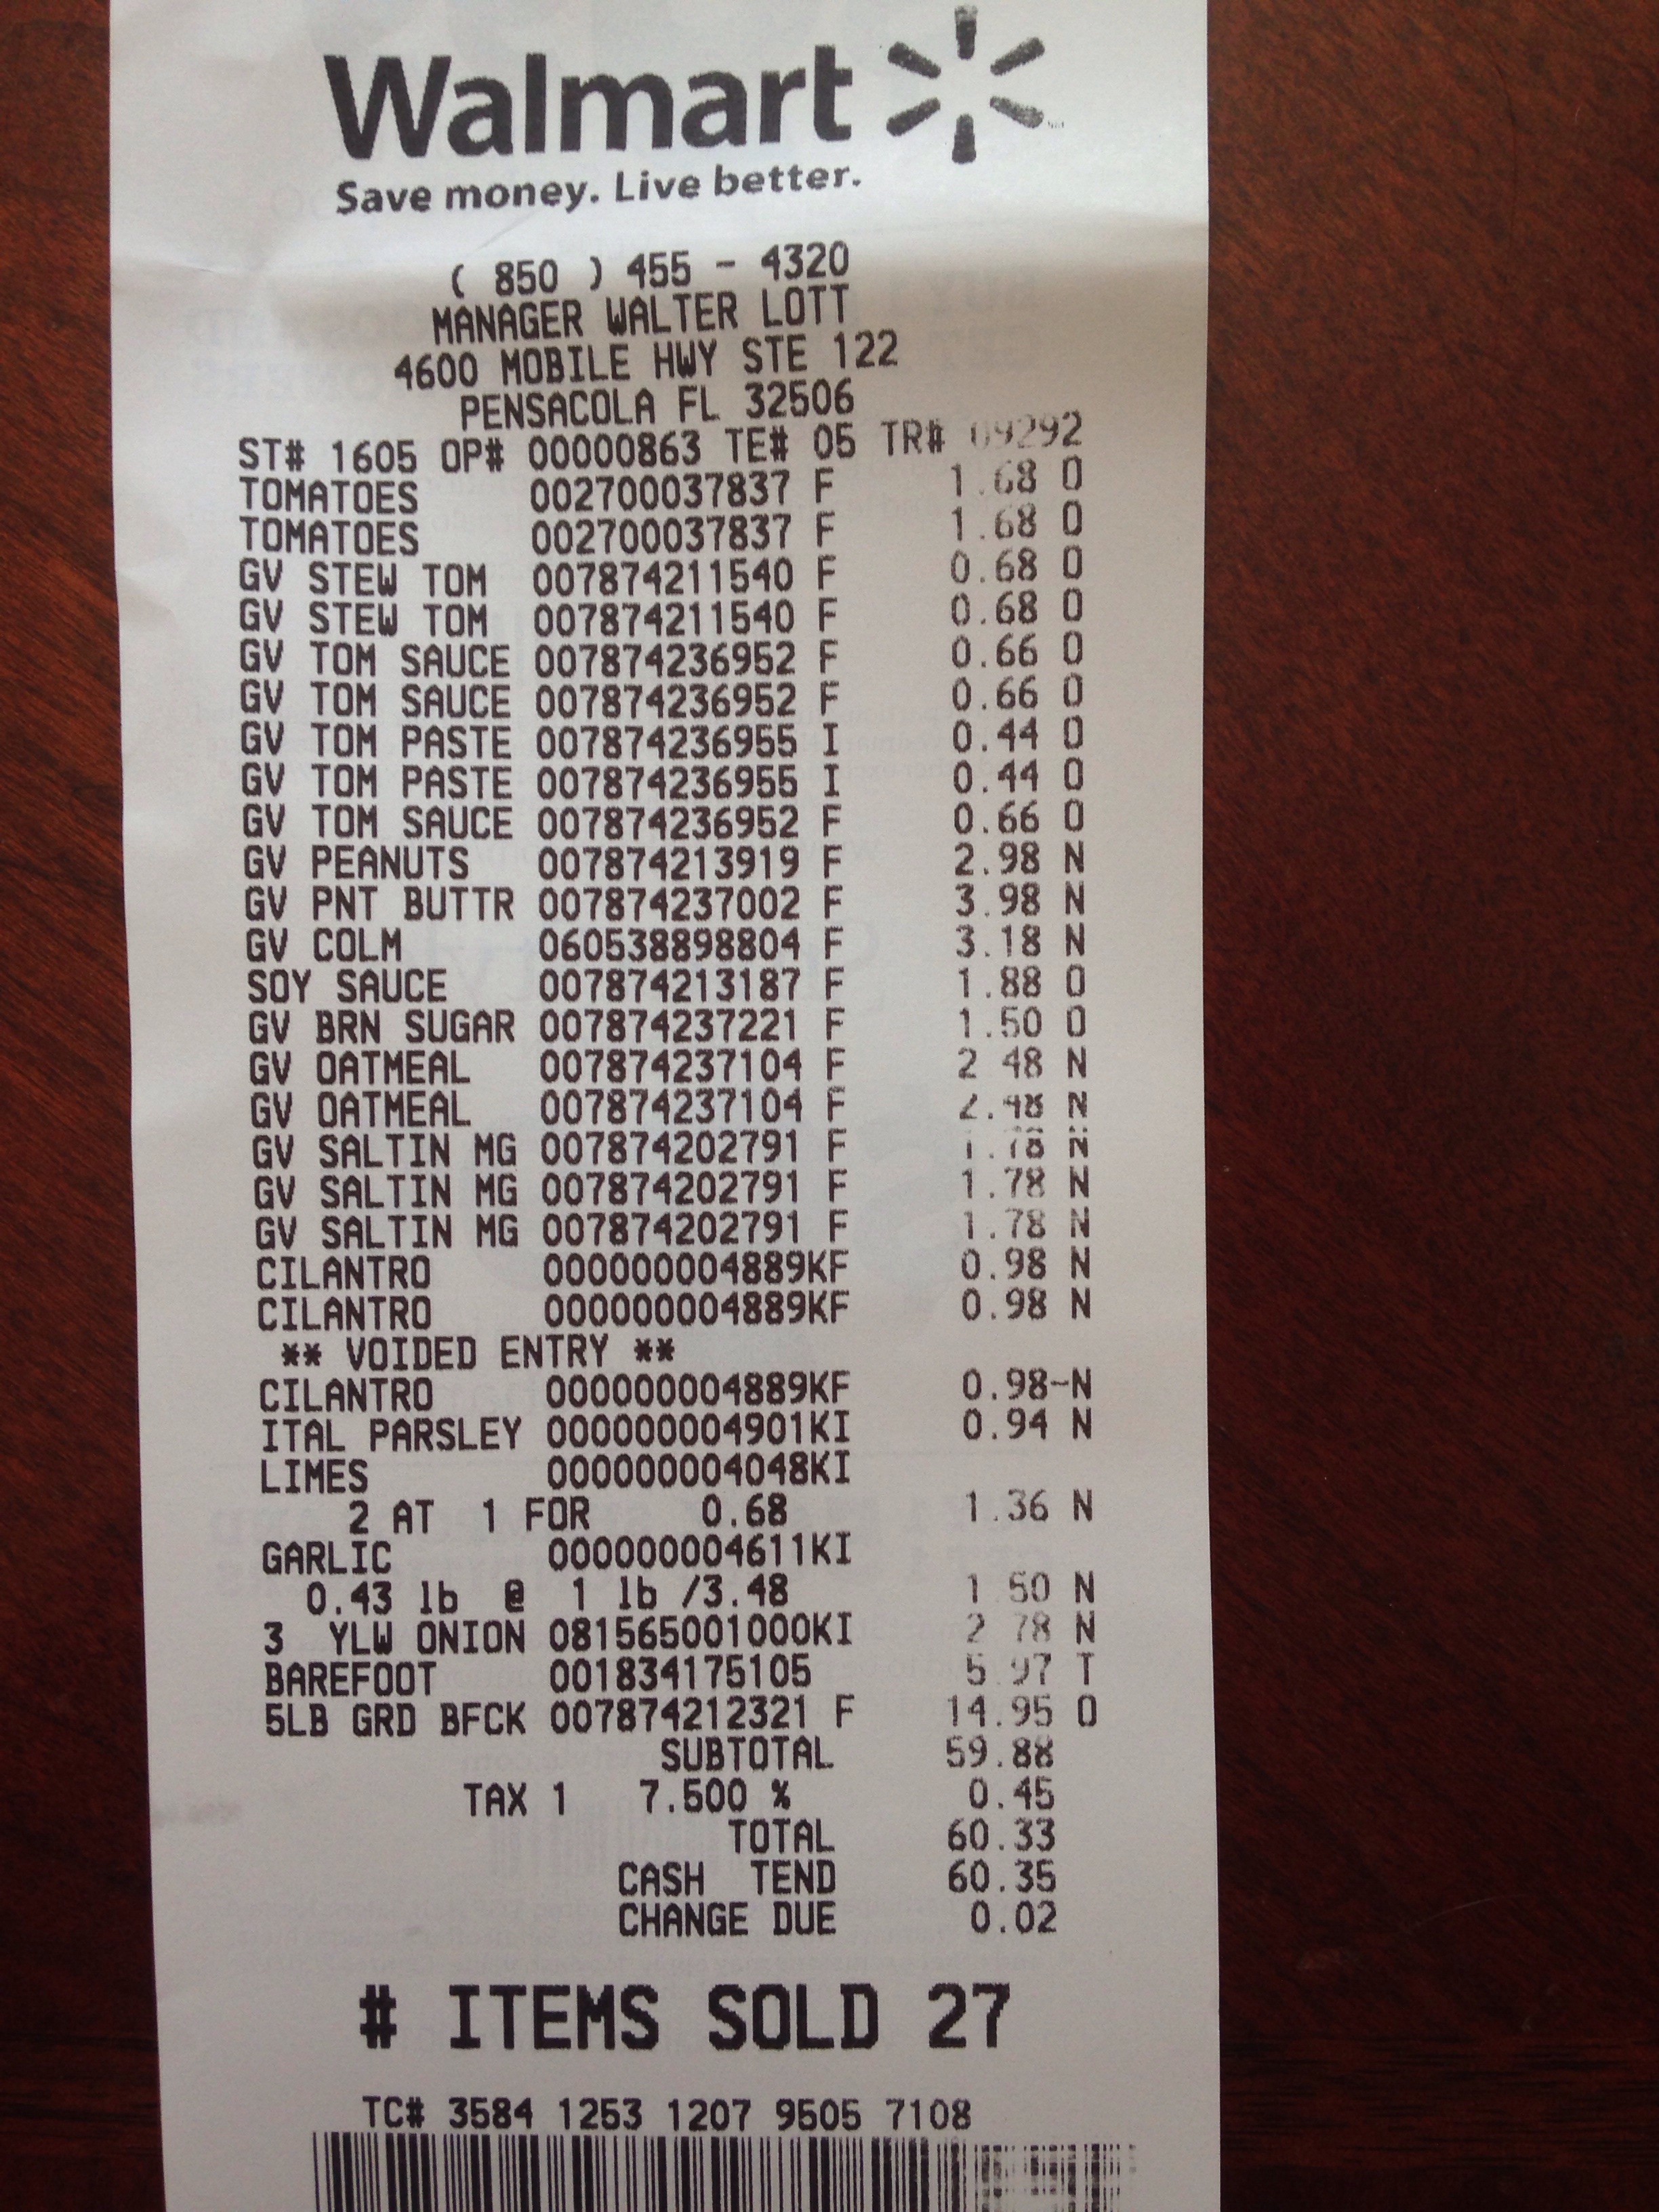 Walmart
Save money. Live better.
( 850 ) 455 - 4320
MANAGER WALTER LOTT
4600 MOBILE HWY STE 122
PENSACOLA FL 32506
ST# 1605 OP# 00000863 TE# 05 TR# 09292
TOMATOES 002700037837 F 1.68 O
TOMATOES 002700037837 F 1.68 O
GV STEW TOM 007874211540 F 0.68 O
GV STEW TOM 007874211540 F 0.68 O
GV TOM SAUCE 007874236952 F 0.66 O
GV TOM SAUCE 007874236952 F 0.66 O
GV TOM PASTE 007874236955 I 0.44 O
GV TOM PASTE 007874236955 I 0.44 O
GV TOM SAUCE 007874236952 F 0.66 O
GV PEANUTS 007874213919 F 2.98 N
GV PNT BUTTR 007874237002 F 3.98 N
GV COLM 060538898804 F 3.18 N
SOY SAUCE 007874213187 F 1.88 O
GV BRN SUGAR 007874237221 F 1.50 O
GV OATMEAL 007874237104 F 2 48 N
GV OATMEAL 007874237104 F 2.48 N
GV SALTIN MG 007874202791 F 1.78 N
GV SALTIN MG 007874202791 F 1.78 N
GV SALTIN MG 007874202791 F 1.78 N
CILANTRO 000000004889KF 0.98 N
CILANTRO 000000004889KF 0.98 N
** VOIDED ENTRY **
CILANTRO 000000004889KF 0.98-N
ITAL PARSLEY 000000004901KI 0.94 N
LIMES 000000004048KI
2 AT 1 FOR 0.68 1.36 N
GARLIC 000000004611KI
0.43 lb @ 1 lb /3.48 1 50 N
3 YLW ONION 081565001000KI 2 78 N
BAREFOOT 001834175105 5 97 T
5LB GRD BFCK 007874212321 F 14.95 O
SUBTOTAL 59.88
TAX 1 7.500 % 0.45
TOTAL 60.33
CASH TEND 60.35
CHANGE DUE 0.02
# ITEMS SOLD 27
TC# 3584 1253 1207 9505 7108